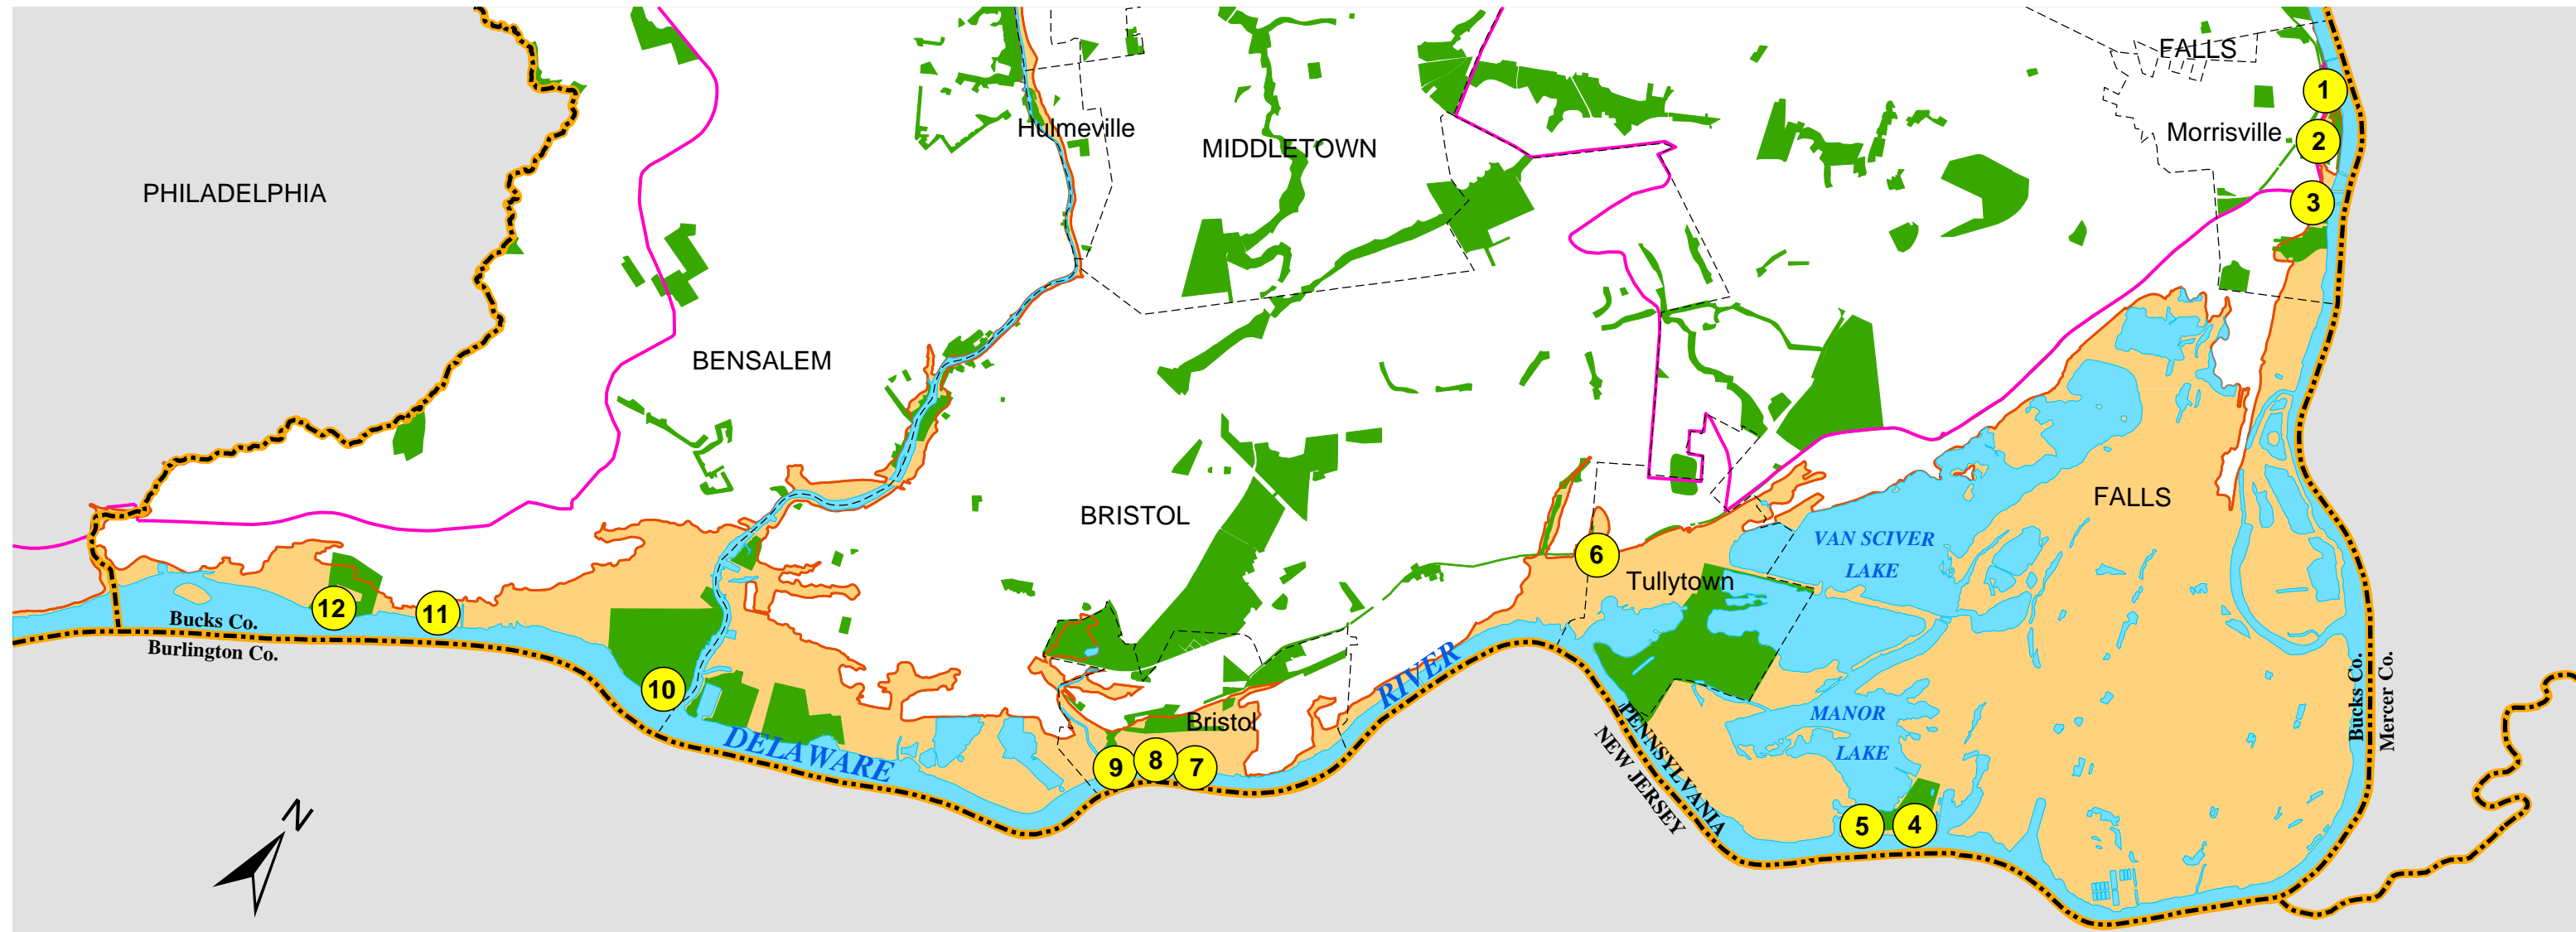 FALLS
1
Hulmeville
Morrisville
2
MIDDLETOWN
PHILADELPHIA
3
BENSALEM
FALLS
BRISTOL
VAN SCIVER
LAKE
6
Tullytown
12
11
Bucks Co.
Burlington Co.
RIVER
10
Bristol
DELAWARE
9
8
7
PENNSYLVANIA
NEW JERSEY
MANOR
LAKE
Bucks Co.
Mercer Co.
5
4
N